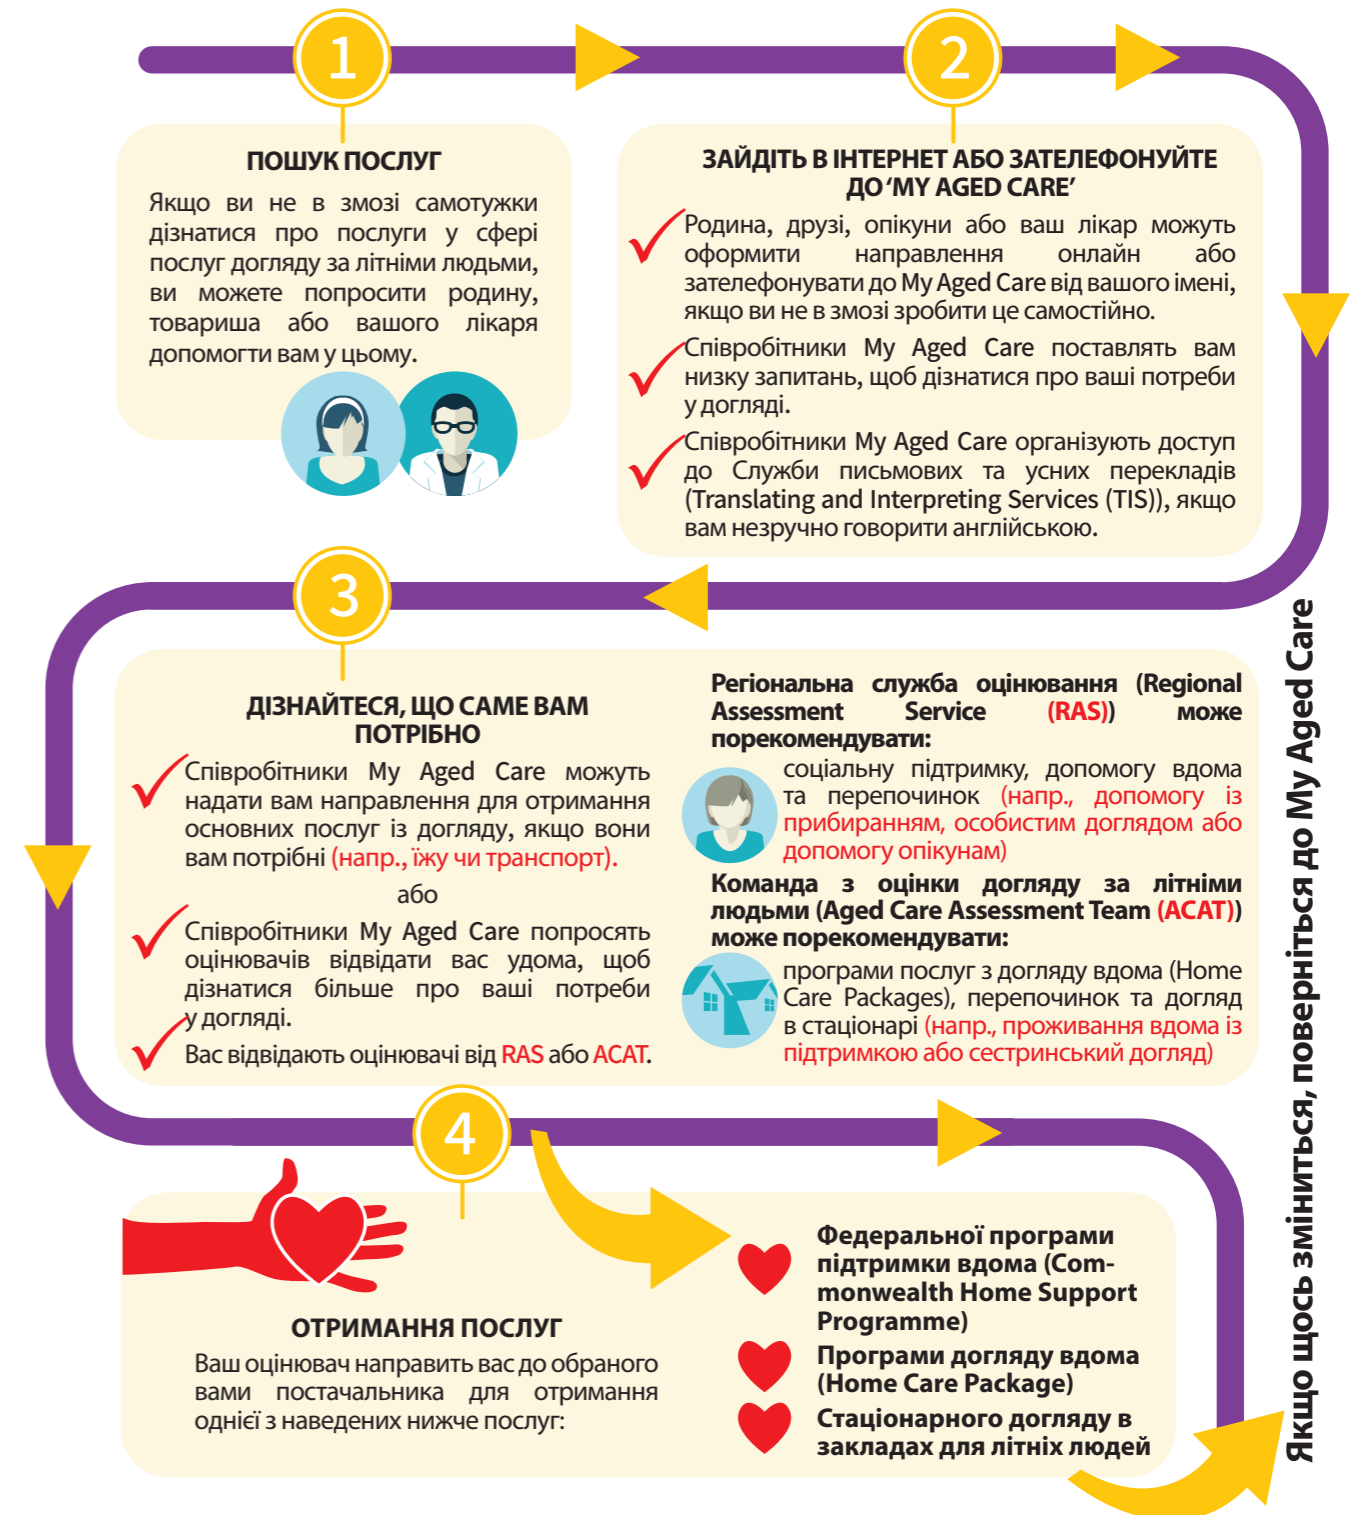 1
ПОШУК ПОСЛУГ
Якщо ви не в змозі самотужки
дізнатися про послуги у сфері
послуг догляду за літніми людьми,
ви можете попросити родину,
товариша або вашого лікаря
допомогти вам у цьому.
2
ЗАЙДІТЬ В ІНТЕРНЕТ АБО ЗАТЕЛЕФОНУЙТЕ
ДО ‘MY AGED CARE’
Родина, друзі, опікуни або ваш лікар можуть
оформити направлення онлайн або
зателефонувати до My Aged Care від вашого імені,
якщо ви не в змозі зробити це самостійно.
Співробітники My Aged Care поставлять вам
низку запитань, щоб дізнатися про ваші потреби
у догляді.
Співробітники My Aged Care організують доступ
до Служби письмових та усних перекладів
(Translating and Interpreting Services (TIS)), якщо
вам незручно говорити англійською.
3
ДІЗНАЙТЕСЯ, ЩО САМЕ ВАМ
ПОТРІБНО
Співробітники My Aged Care можуть
надати вам направлення для отримання
основних послуг із догляду, якщо вони
вам потрібні (напр., їжу чи транспорт).
або
Співробітники My Aged Care попросять
оцінювачів відвідати вас удома, щоб
дізнатися більше про ваші потреби
у догляді.
Вас відвідають оцінювачі від RAS або ACAT.
Регіональна служба оцінювання (Regional
Assessment Service (RAS)) може
порекомендувати:
соціальну підтримку, допомогу вдома
та перепочинок (напр., допомогу із
прибиранням, особистим доглядом або
допомогу опікунам)
Команда з оцінки догляду за літніми
людьми (Aged Care Assessment Team (ACAT))
може порекомендувати:
програми послуг з догляду вдома (Home
Care Packages), перепочинок та догляд
в стаціонарі (напр., проживання вдома із
підтримкою або сестринський догляд)
4
ОТРИМАННЯ ПОСЛУГ
Ваш оцінювач направить вас до обраного
вами постачальника для отримання
однієї з наведених нижче послуг:
Федеральної програми
підтримки вдома (Com-
monwealth Home Support
Programme)
Програми догляду вдома
(Home Care Package)
Стаціонарного догляду в
закладах для літніх людей
Якщо щось зміниться, поверніться до My Aged Care